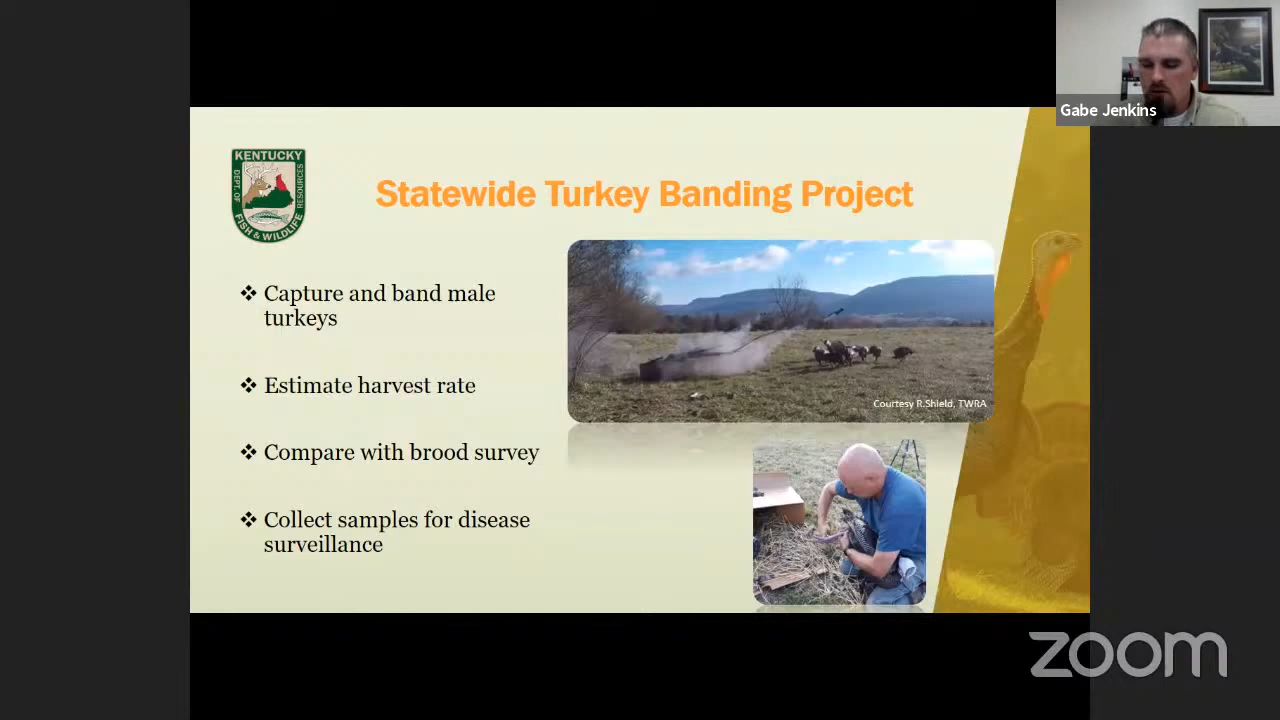 Gabe Jenkins
KENTUCKY
DEPT. OF
FISH & WILDLIFE
RESOURCES
Statewide Turkey Banding Project
❖ Capture and band male
turkeys
❖ Estimate harvest rate
❖ Compare with brood survey
❖ Collect samples for disease
surveillance
Courtesy R.Shield, TWRA
zoom